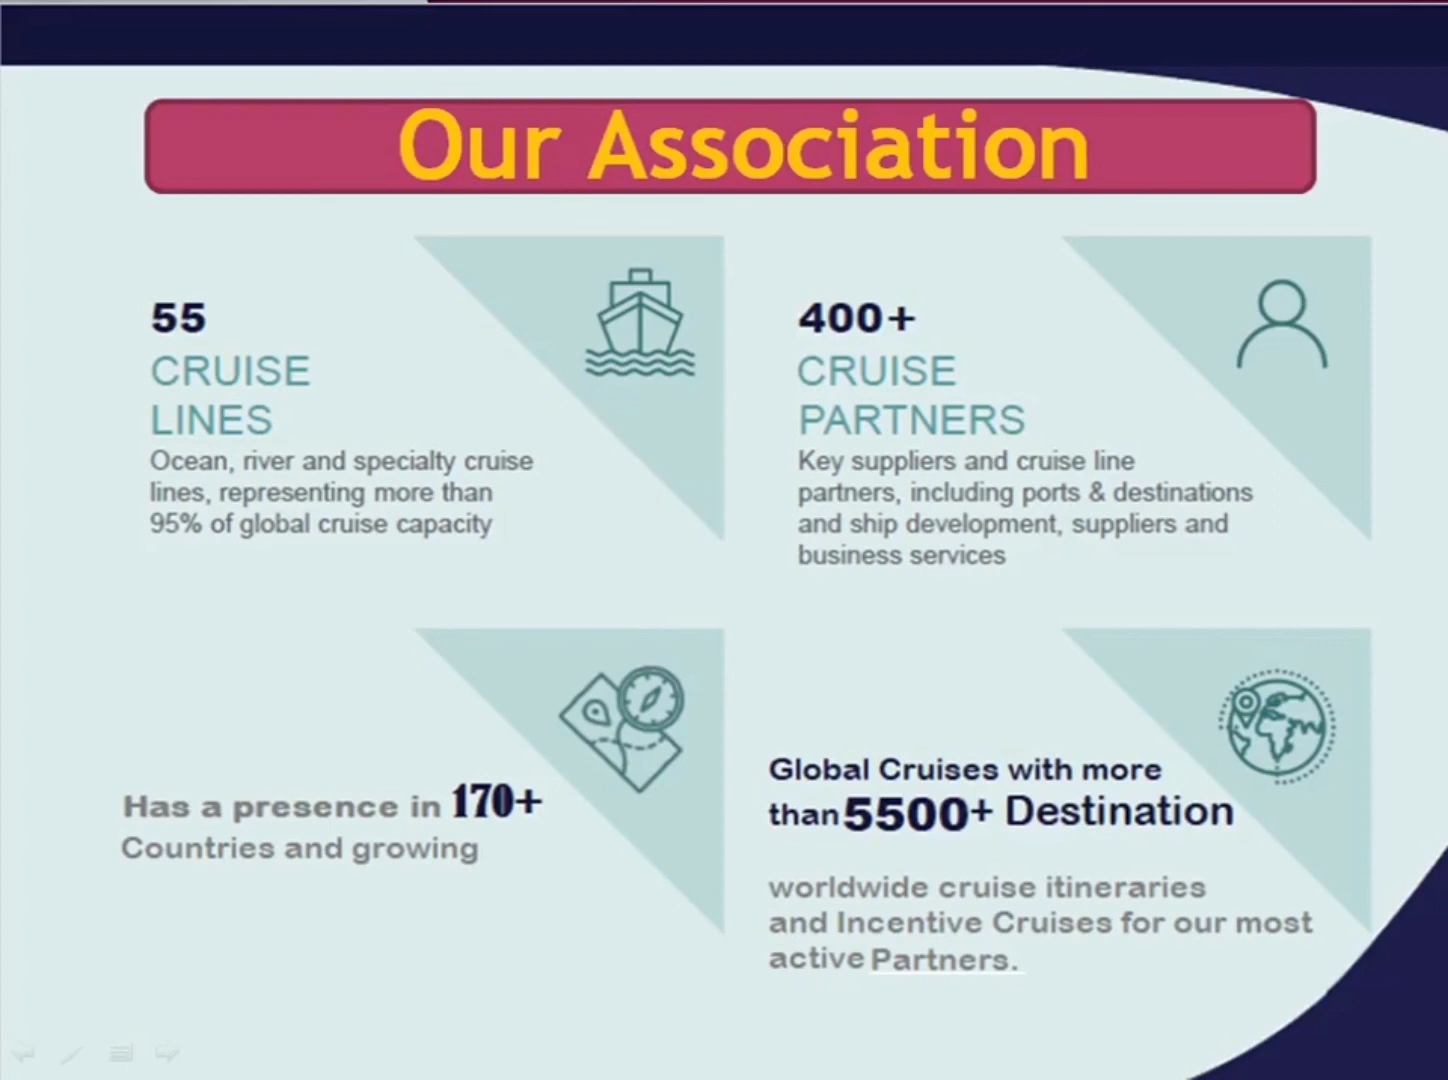 Our Association
55
CRUISE
LINES
Ocean, river and specialty cruise
lines, representing more than
95% of global cruise capacity
400+
CRUISE
PARTNERS
Key suppliers and cruise line
partners, including ports & destinations
and ship development, suppliers and
business services
Has a presence in 170+
Countries and growing
Global Cruises with more
than 5500+ Destination
worldwide cruise itineraries
and Incentive Cruises for our most
active Partners.